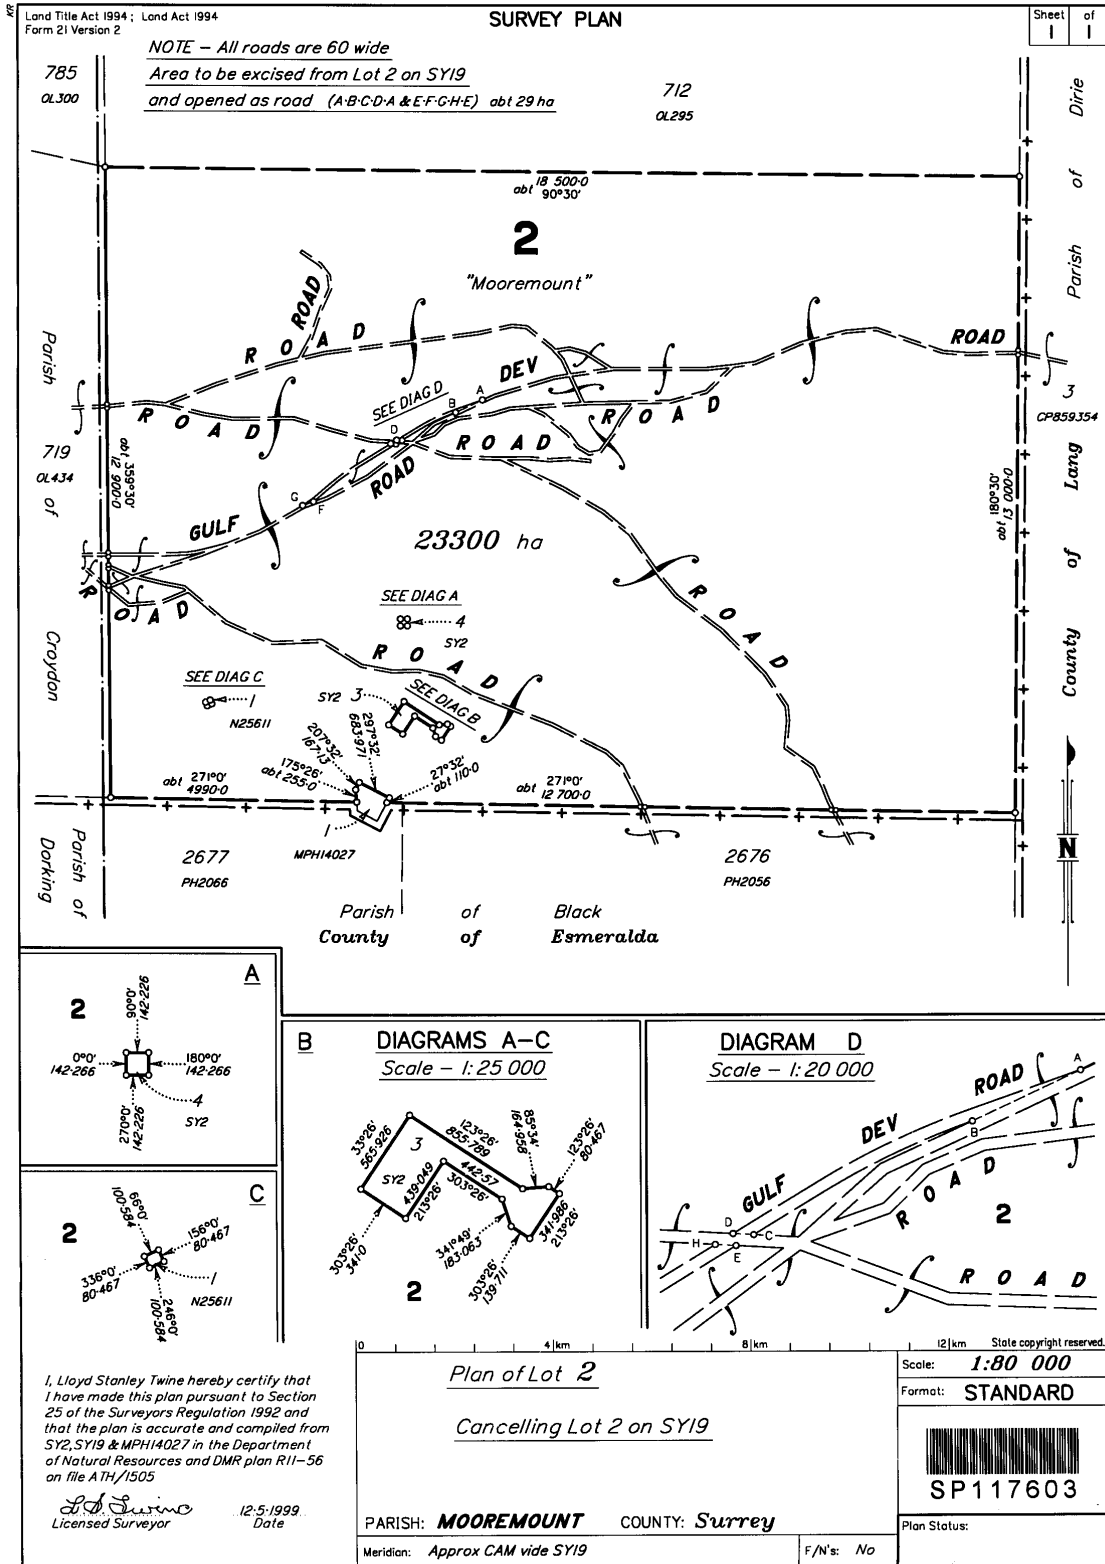 KR
Land Title Act 1994 ; Land Act 1994
Form 21 Version 2
SURVEY PLAN
Sheet of
1 1
NOTE – All roads are 60 wide
Area to be excised from Lot 2 on SY19
and opened as road (A·B·C·D·A & E·F·G·H·E) abt 29 ha
785
OL300
712
OL295
abt 18 500·0
90°30'
2
"Mooremount"
Parish of Dirie
ROAD
ROAD
ROAD
ROAD
DEV
SEE DIAG D
A
B
C
D
ROAD
ROAD
ROAD
ROAD
3
CP859354
Parish
719
OL434
of
Croydon
359°30'
abt 12 900·0
180°30'
abt 13 000·0
County of Lang
G
F
GULF
23300 ha
ROAD
SEE DIAG A
4
SY2
ROAD
ROAD
SEE DIAG C
1
N25611
SY2 3
SEE DIAG B
207°32'
167·13
297°32'
683·971
175°26'
abt 255·0
27°32'
abt 110·0
271°0'
abt 4990·0
271°0'
abt 12 700·0
1
MPH14027
N
Parish of
Dorking
2677
PH2066
2676
PH2056
Parish of Black
County of Esmeralda
A
2
90°0'
142·226
0°0'
142·266
180°0'
142·266
270°0'
142·226
4
SY2
C
2
66°0'
100·584
156°0'
80·467
336°0'
80·467
246°0'
100·584
1
N25611
B
DIAGRAMS A–C
Scale – 1:25 000
33°26'
565·926
3
SY2
123°26'
855·789
85°34'
164·958
123°26'
80·467
439·049
213°26'
442·57
303°26'
341·986
213°26'
303°26'
341·0
341°49'
183·063
303°26'
139·711
2
DIAGRAM D
Scale – 1:20 000
A
ROAD
DEV
B
GULF
ROAD
D
C
H
E
2
ROAD
0 4 km 8 km 12 km State copyright reserved.
I, Lloyd Stanley Twine hereby certify that
I have made this plan pursuant to Section
25 of the Surveyors Regulation 1992 and
that the plan is accurate and compiled from
SY2,SY19 & MPH14027 in the Department
of Natural Resources and DMR plan R11–56
on file ATH/1505
L S Twine 12·5·1999
Licensed Surveyor Date
Plan of Lot 2
Cancelling Lot 2 on SY19
PARISH: MOOREMOUNT COUNTY: Surrey
Meridian: Approx CAM vide SY19 F/N's: No
Scale: 1:80 000
Format: STANDARD
SP117603
Plan Status: